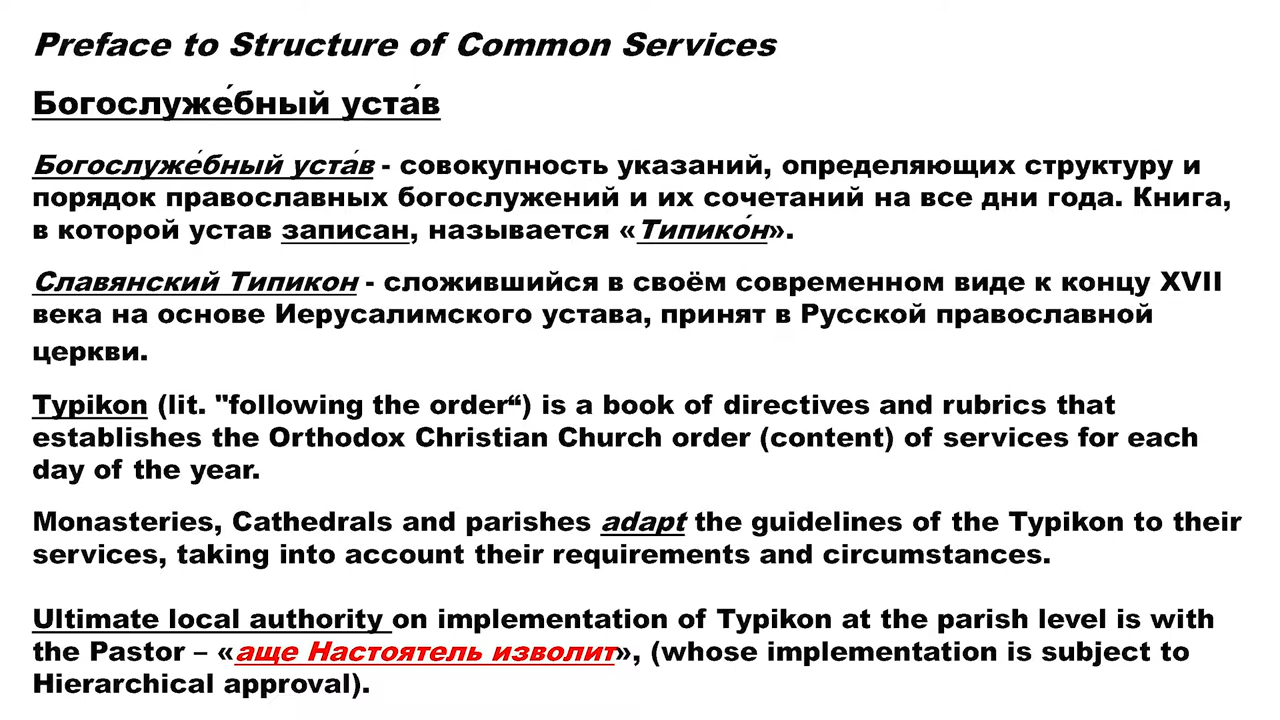 Preface to Structure of Common Services
Богослуже́бный уста́в
Богослуже́бный уста́в - совокупность указаний, определяющих структуру и
порядок православных богослужений и их сочетаний на все дни года. Книга,
в которой устав записан, называется «Типико́н».
Славянский Типикон - сложившийся в своём современном виде к концу XVII
века на основе Иерусалимского устава, принят в Русской православной
церкви.
Typikon (lit. "following the order“) is a book of directives and rubrics that
establishes the Orthodox Christian Church order (content) of services for each
day of the year.
Monasteries, Cathedrals and parishes adapt the guidelines of the Typikon to their
services, taking into account their requirements and circumstances.
Ultimate local authority on implementation of Typikon at the parish level is with
the Pastor – «аще Настоятель изволит», (whose implementation is subject to
Hierarchical approval).